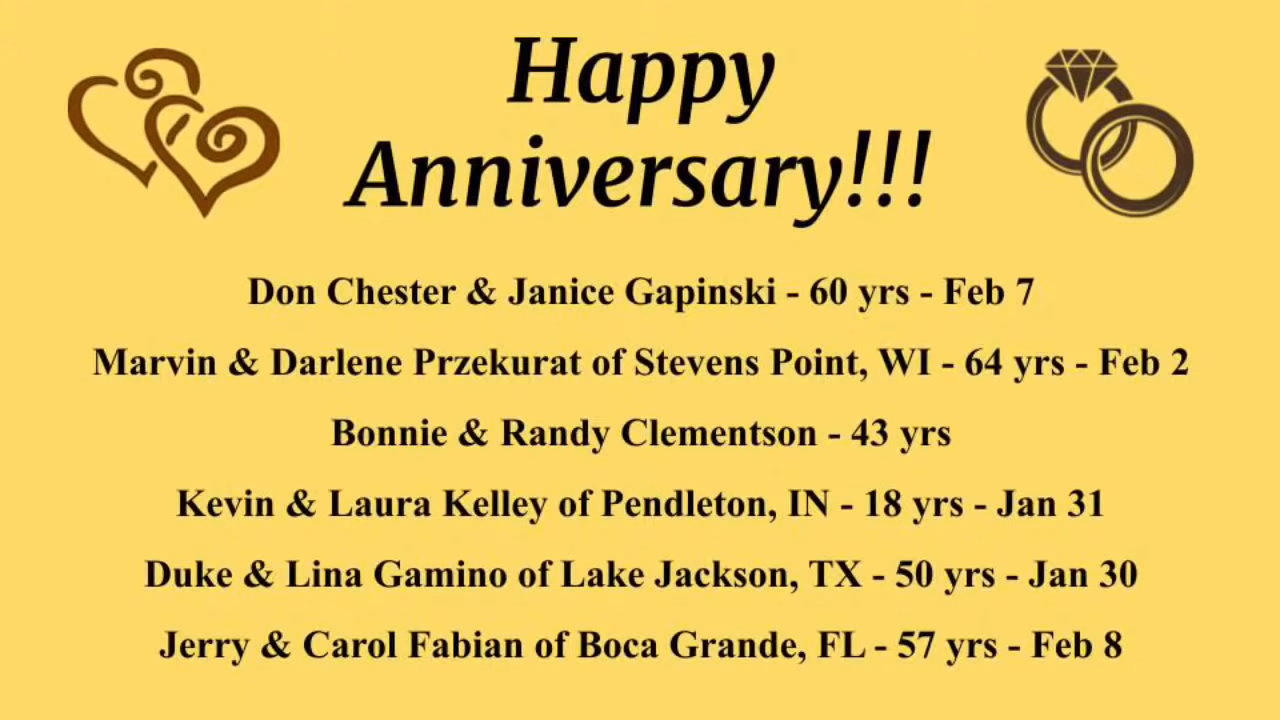 Happy
Anniversary!!!
Don Chester & Janice Gapinski - 60 yrs - Feb 7
Marvin & Darlene Przekurat of Stevens Point, WI - 64 yrs - Feb 2
Bonnie & Randy Clementson - 43 yrs
Kevin & Laura Kelley of Pendleton, IN - 18 yrs - Jan 31
Duke & Lina Gamino of Lake Jackson, TX - 50 yrs - Jan 30
Jerry & Carol Fabian of Boca Grande, FL - 57 yrs - Feb 8